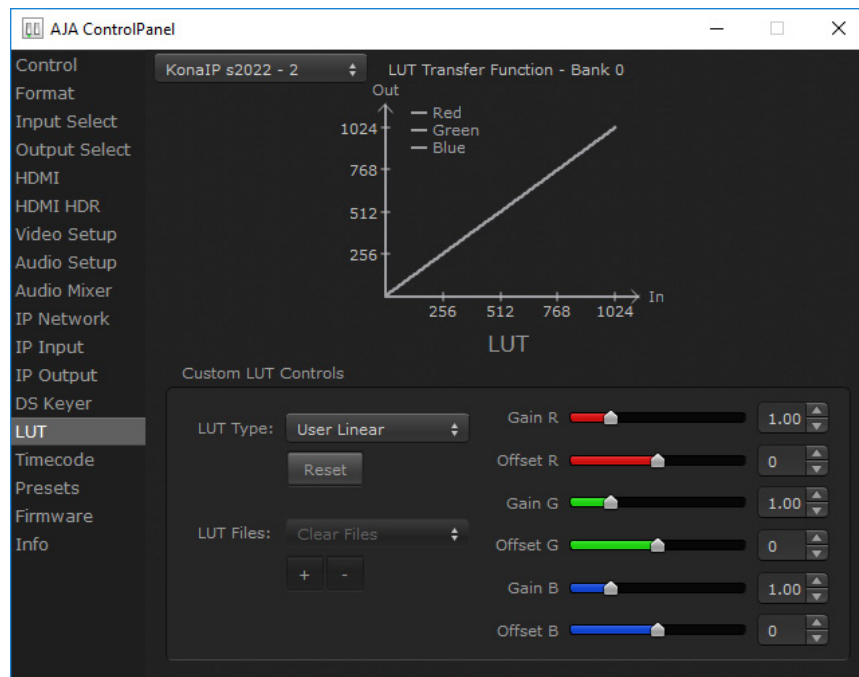 AJA ControlPanel
Control
Format
Input Select
Output Select
HDMI
HDMI HDR
Video Setup
Audio Setup
Audio Mixer
IP Network
IP Input
IP Output
DS Keyer
LUT
Timecode
Presets
Firmware
Info
KonaIP s2022 - 2
LUT Transfer Function - Bank 0
Out
Red
Green
Blue
1024
768
512
256
256 512 768 1024
In
LUT
Custom LUT Controls
LUT Type: User Linear
Reset
LUT Files: Clear Files
+ -
Gain R 1.00
Offset R 0
Gain G 1.00
Offset G 0
Gain B 1.00
Offset B 0